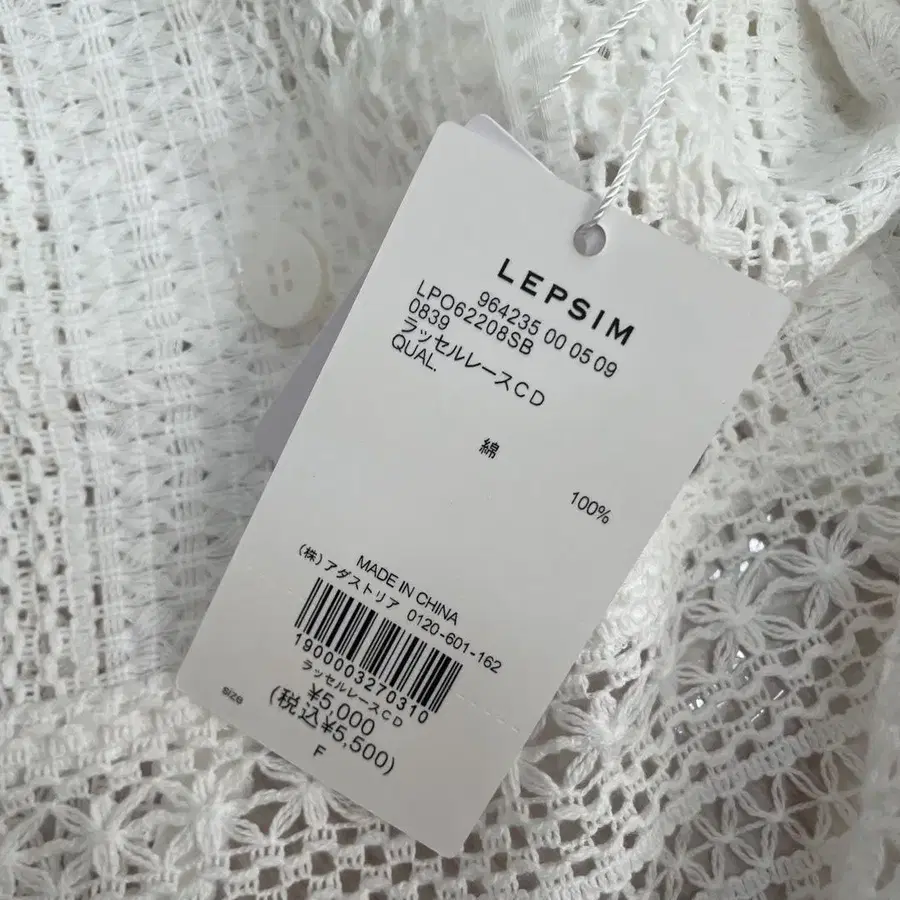 LEPSIM
964235 00 05 09
LPO62208SB
0839
ラッセルレースCD
QUAL.
綿
100%
MADE IN CHINA
(株)アダストリア 0120-601-162
1900003270310
ラッセルレースCD
¥5,000
(税込¥5,500)
size
F